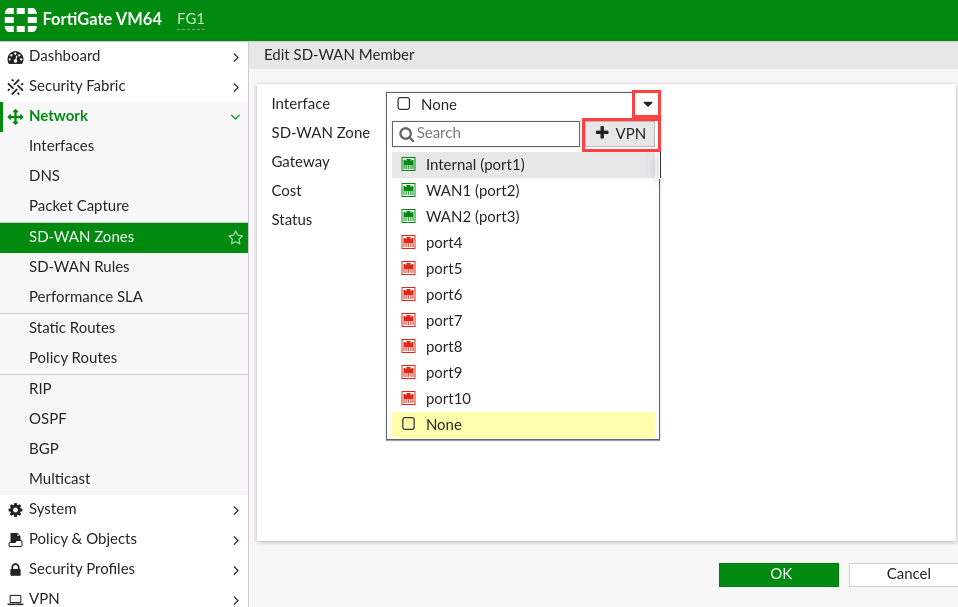 FortiGate VM64 FG1
Dashboard
Security Fabric
Network
Interfaces
DNS
Packet Capture
SD-WAN Zones
SD-WAN Rules
Performance SLA
Static Routes
Policy Routes
RIP
OSPF
BGP
Multicast
System
Policy & Objects
Security Profiles
VPN
Edit SD-WAN Member
Interface
None
SD-WAN Zone
Search
VPN
Gateway
Cost
Status
Internal (port1)
WAN1 (port2)
WAN2 (port3)
port4
port5
port6
port7
port8
port9
port10
None
OK
Cancel